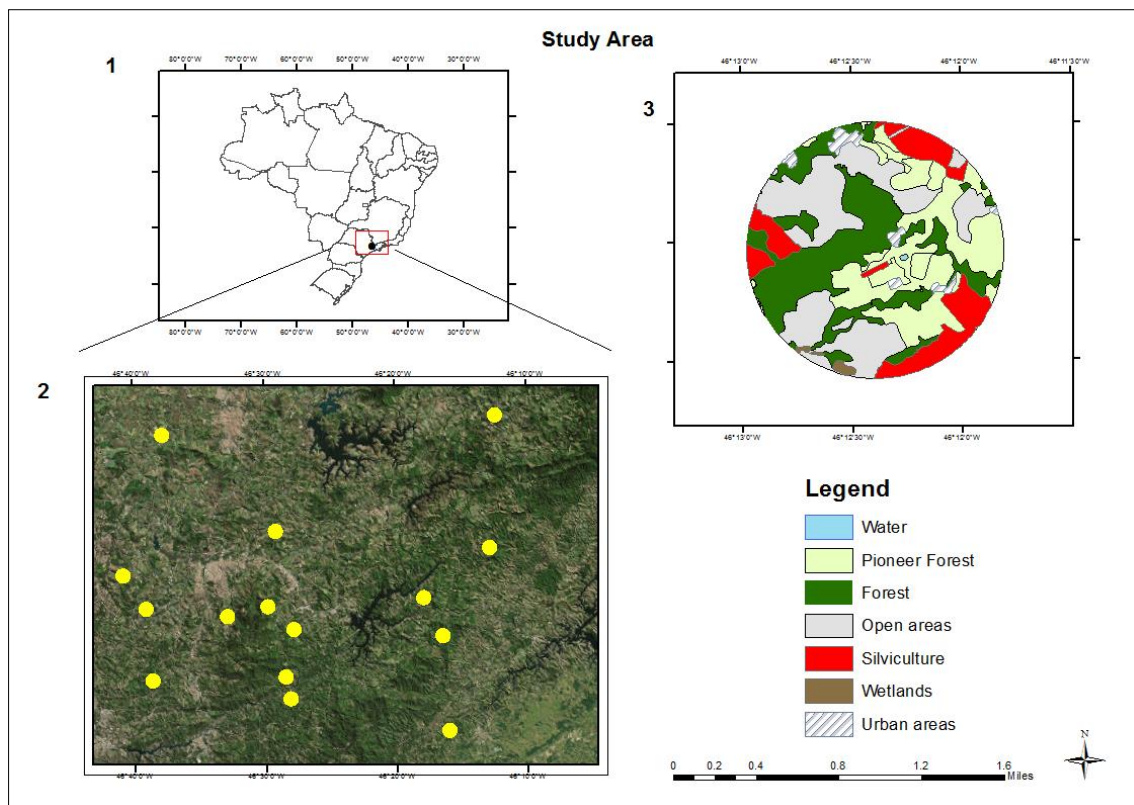 Study Area
1
80°0'0"W 70°0'0"W 60°0'0"W 50°0'0"W 40°0'0"W 30°0'0"W
80°0'0"W 70°0'0"W 60°0'0"W 50°0'0"W 40°0'0"W 30°0'0"W
2
46°40'0"W 46°30'0"W 46°20'0"W 46°10'0"W
46°40'0"W 46°30'0"W 46°20'0"W 46°10'0"W
3
46°13'0"W 46°12'30"W 46°12'0"W 46°11'30"W
46°13'0"W 46°12'30"W 46°12'0"W
Legend
Water
Pioneer Forest
Forest
Open areas
Silviculture
Wetlands
Urban areas
0 0.2 0.4 0.8 1.2 1.6
Miles
N